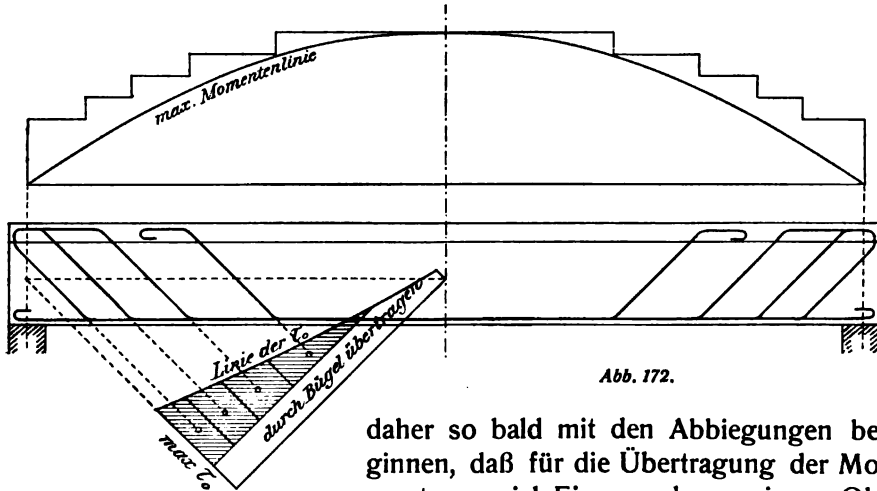 max. Momentenlinie
Linie der τ₀
durch Bügel übertragen
max τ₀
Abb. 172.
daher so bald mit den Abbiegungen be-
ginnen, daß für die Übertragung der Mo-